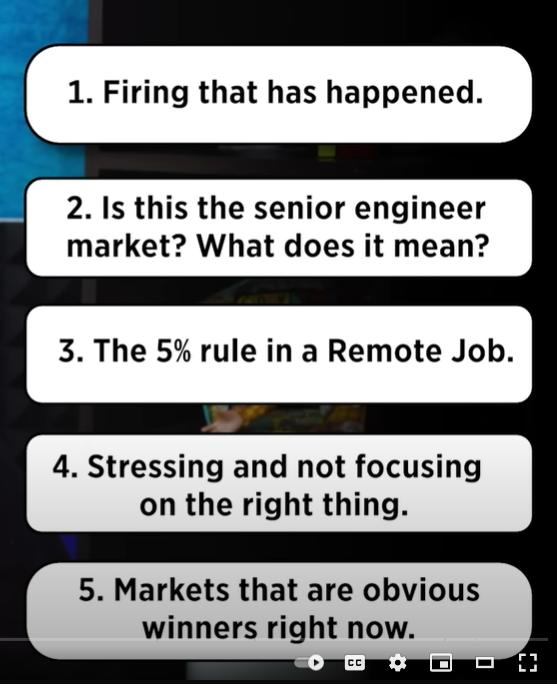 1. Firing that has happened.
2. Is this the senior engineer
market? What does it mean?
3. The 5% rule in a Remote Job.
4. Stressing and not focusing
on the right thing.
5. Markets that are obvious
winners right now.
CC